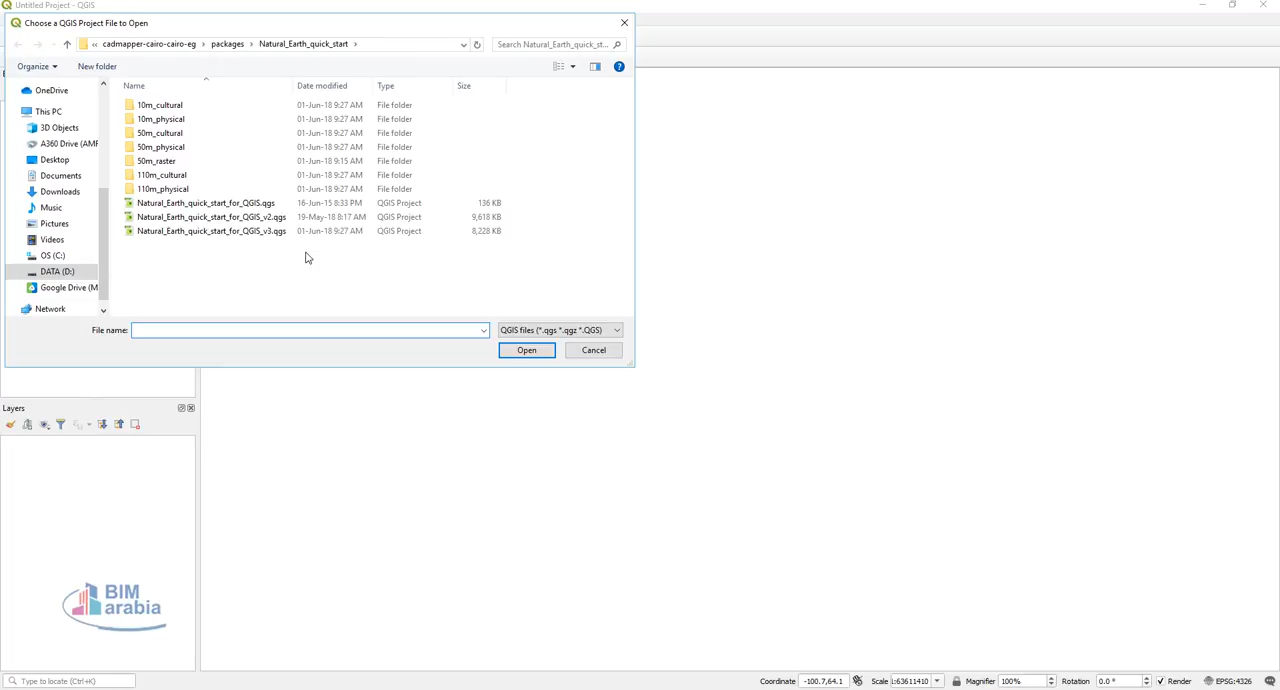 Untitled Project - QGIS
Choose a QGIS Project File to Open
« cadmapper-cairo-cairo-eg › packages › Natural_Earth_quick_start ›
Search Natural_Earth_quick_st...
Organize
New folder
Name Date modified Type Size
OneDrive
This PC
3D Objects
A360 Drive (AMF
Desktop
Documents
Downloads
Music
Pictures
Videos
OS (C:)
DATA (D:)
Google Drive (M
Network
10m_cultural 01-Jun-18 9:27 AM File folder
10m_physical 01-Jun-18 9:27 AM File folder
50m_cultural 01-Jun-18 9:27 AM File folder
50m_physical 01-Jun-18 9:27 AM File folder
50m_raster 01-Jun-18 9:15 AM File folder
110m_cultural 01-Jun-18 9:27 AM File folder
110m_physical 01-Jun-18 9:27 AM File folder
Natural_Earth_quick_start_for_QGIS.qgs 16-Jun-15 8:33 PM QGIS Project 136 KB
Natural_Earth_quick_start_for_QGIS_v2.qgs 19-May-18 8:17 AM QGIS Project 9,618 KB
Natural_Earth_quick_start_for_QGIS_v3.qgs 01-Jun-18 9:27 AM QGIS Project 8,228 KB
File name:
QGIS files (*.qgs *.qgz *.QGS)
Open
Cancel
Layers
BIM
arabia
Type to locate (Ctrl+K)
Coordinate -100.7,64.1 Scale :63611410 Magnifier 100% Rotation 0.0 ° Render EPSG:4326